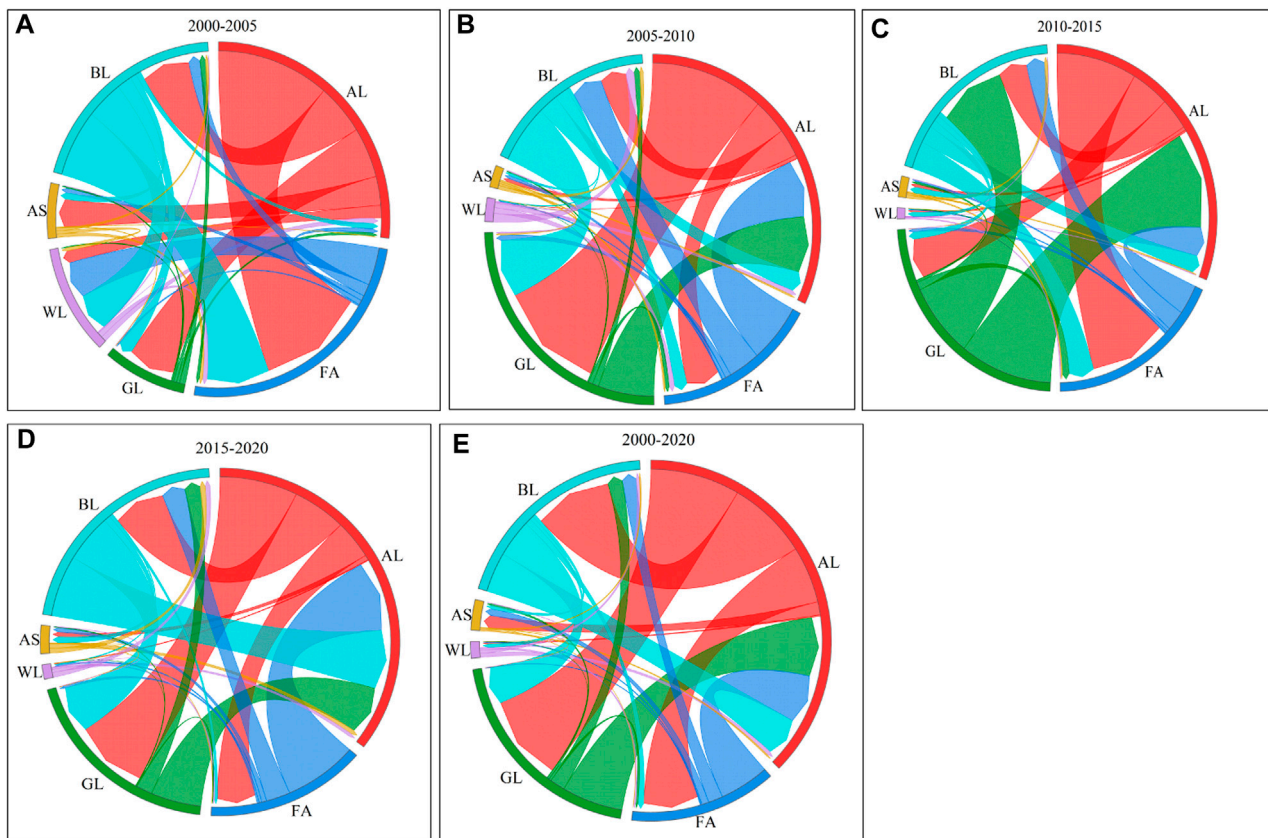 A
2000-2005
BL
AL
AS
WL
GL
FA
B
2005-2010
BL
AL
AS
WL
GL
FA
C
2010-2015
BL
AL
AS
WL
GL
FA
D
2015-2020
BL
AL
AS
WL
GL
FA
E
2000-2020
BL
AL
AS
WL
GL
FA